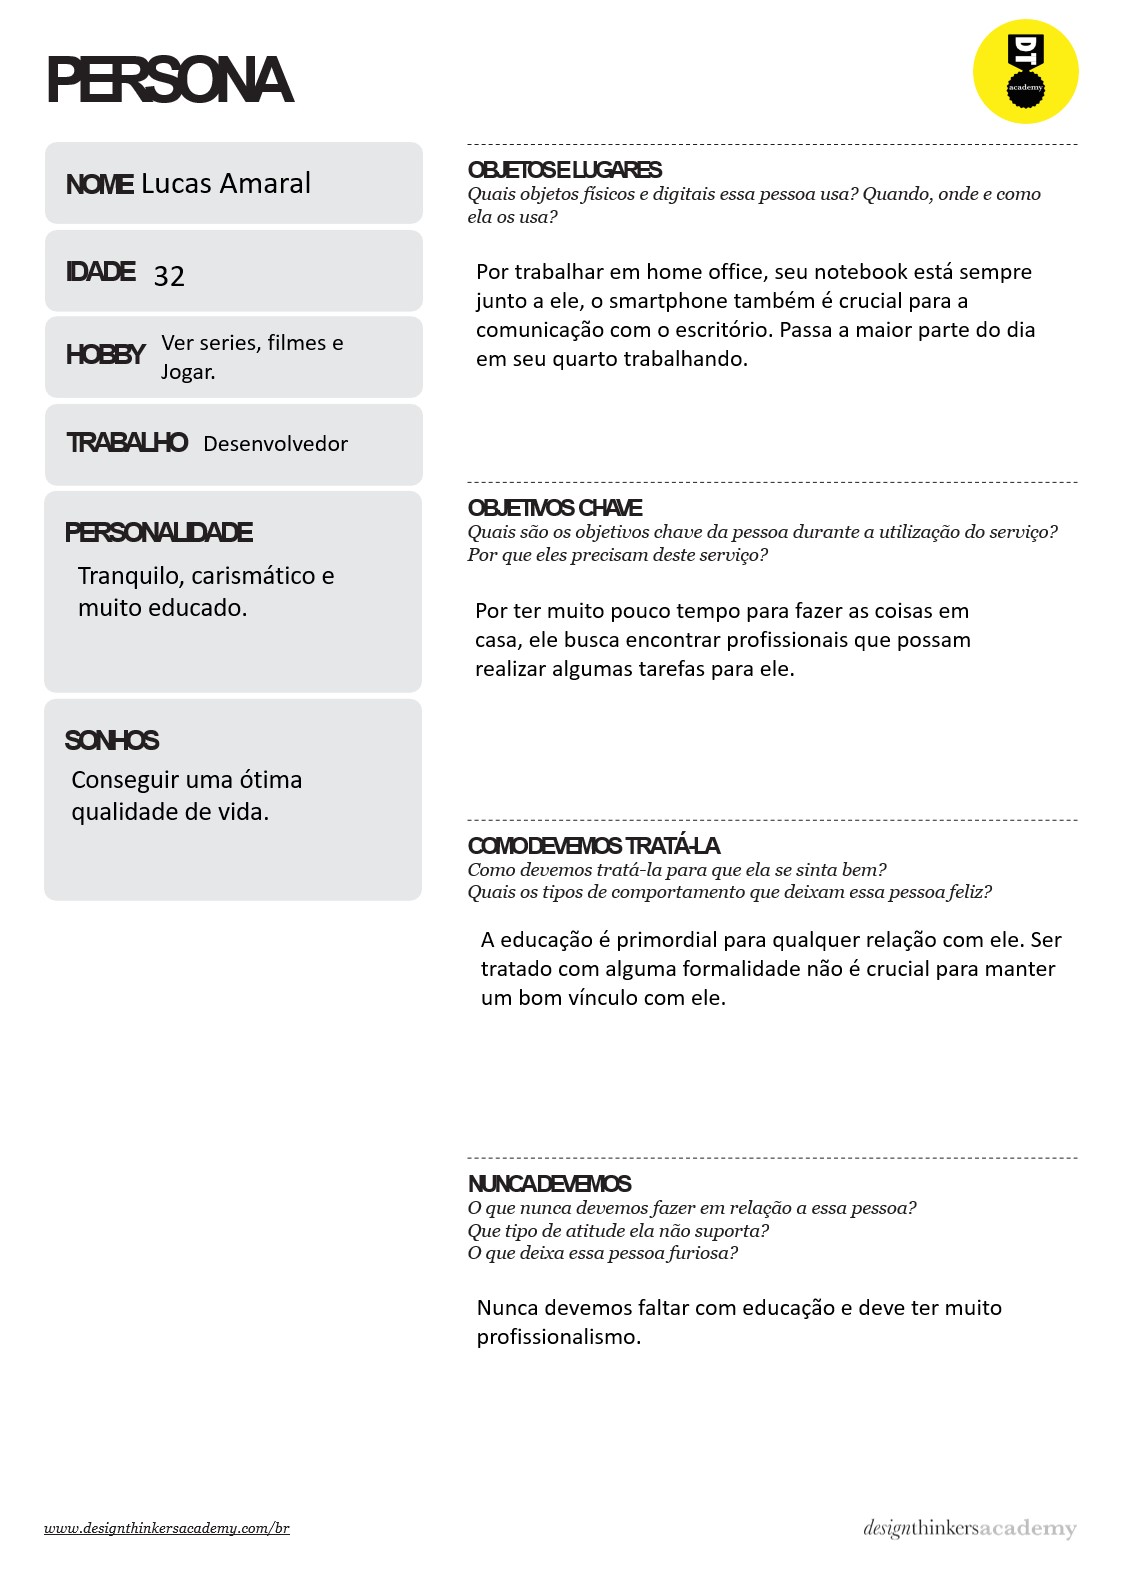 PERSONA
DT
academy
NOME Lucas Amaral
IDADE 32
HOBBY Ver series, filmes e
Jogar.
TRABALHO Desenvolvedor
PERSONALIDADE
Tranquilo, carismático e
muito educado.
SONHOS
Conseguir uma ótima
qualidade de vida.
OBJETOS E LUGARES
Quais objetos físicos e digitais essa pessoa usa? Quando, onde e como
ela os usa?
Por trabalhar em home office, seu notebook está sempre
junto a ele, o smartphone também é crucial para a
comunicação com o escritório. Passa a maior parte do dia
em seu quarto trabalhando.
OBJETIVOS CHAVE
Quais são os objetivos chave da pessoa durante a utilização do serviço?
Por que eles precisam deste serviço?
Por ter muito pouco tempo para fazer as coisas em
casa, ele busca encontrar profissionais que possam
realizar algumas tarefas para ele.
COMO DEVEMOS TRATÁ-LA
Como devemos tratá-la para que ela se sinta bem?
Quais os tipos de comportamento que deixam essa pessoa feliz?
A educação é primordial para qualquer relação com ele. Ser
tratado com alguma formalidade não é crucial para manter
um bom vínculo com ele.
NUNCA DEVEMOS
O que nunca devemos fazer em relação a essa pessoa?
Que tipo de atitude ela não suporta?
O que deixa essa pessoa furiosa?
Nunca devemos faltar com educação e deve ter muito
profissionalismo.
www.designthinkersacademy.com/br
designthinkersacademy